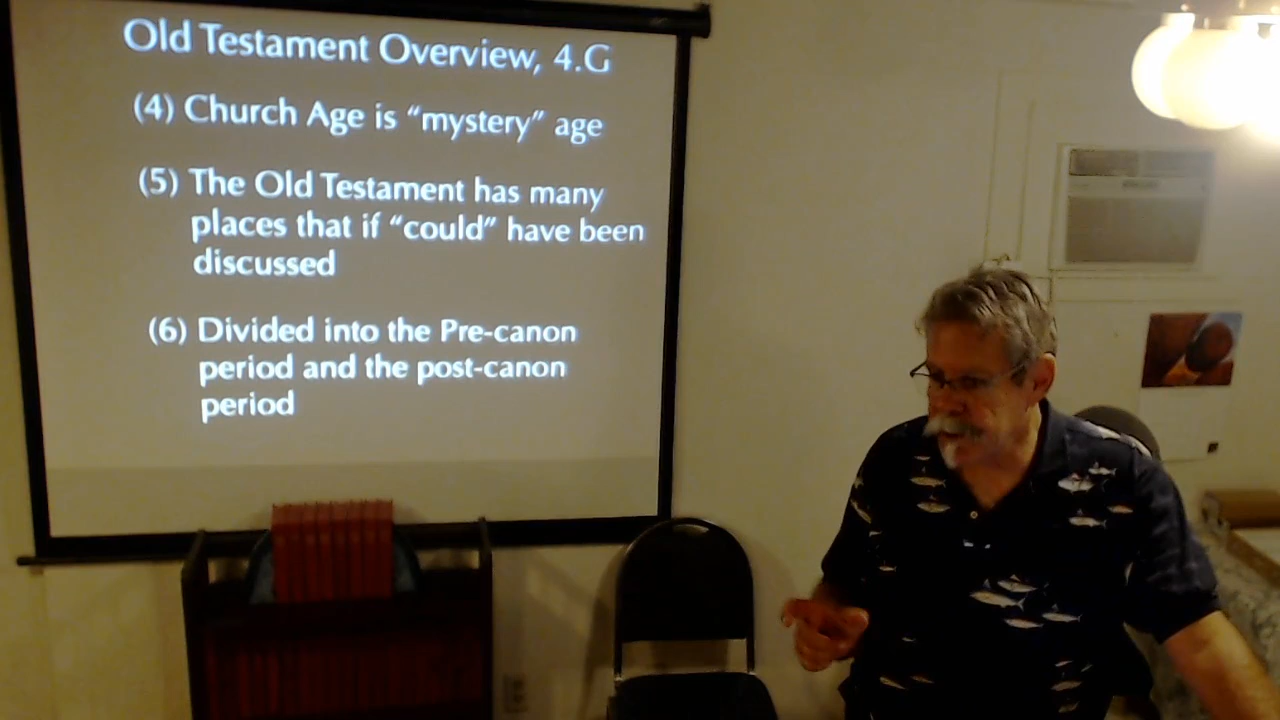 Old Testament Overview, 4.G
(4) Church Age is “mystery” age
(5) The Old Testament has many
places that if “could” have been
discussed
(6) Divided into the Pre-canon
period and the post-canon
period